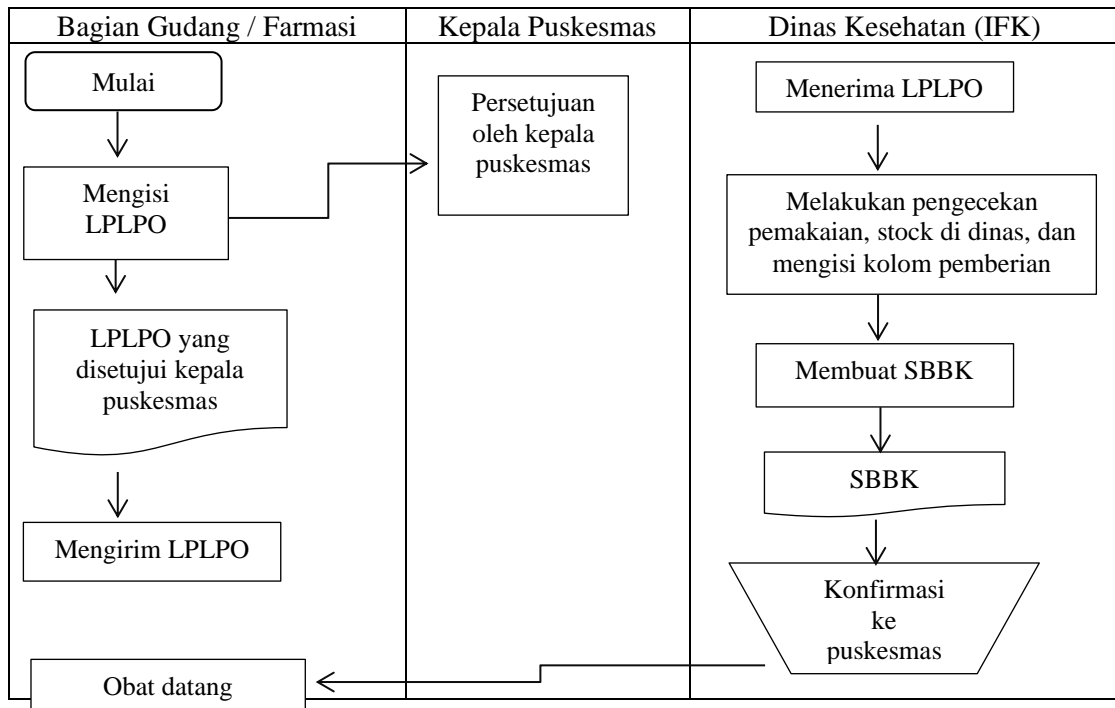 Bagian Gudang / Farmasi
Kepala Puskesmas
Dinas Kesehatan (IFK)
Mulai
Mengisi
LPLPO
LPLPO yang
disetujui kepala
puskesmas
Mengirim LPLPO
Obat datang
Persetujuan
oleh kepala
puskesmas
Menerima LPLPO
Melakukan pengecekan
pemakaian, stock di dinas, dan
mengisi kolom pemberian
Membuat SBBK
SBBK
Konfirmasi
ke
puskesmas